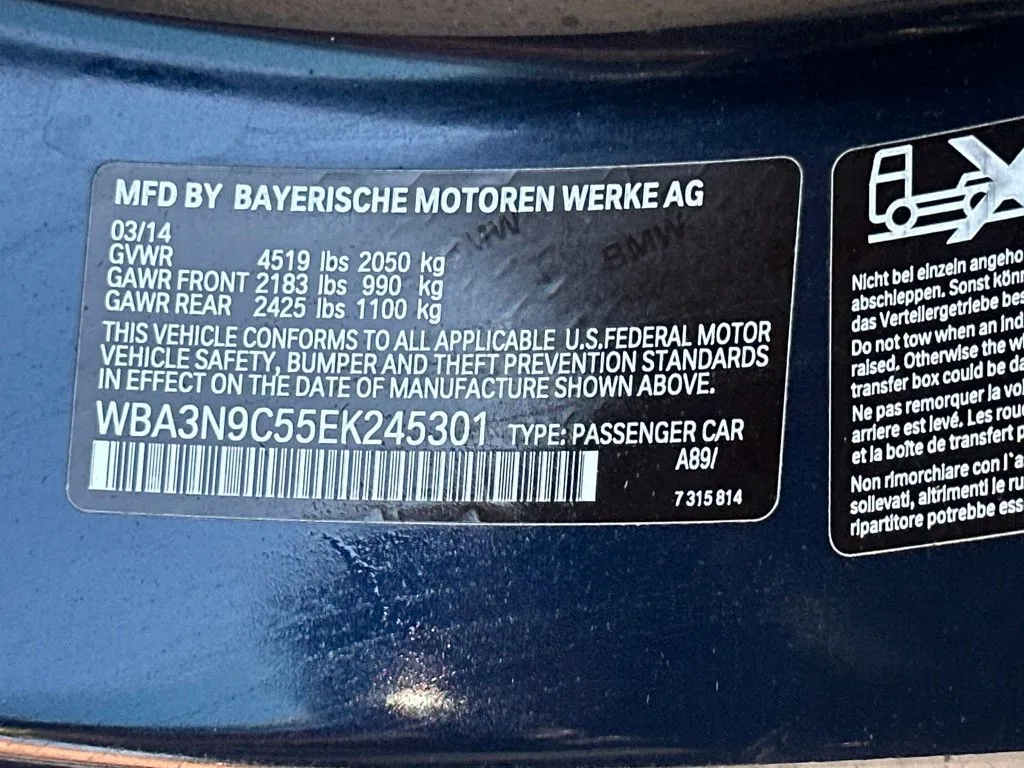 MFD BY BAYERISCHE MOTOREN WERKE AG
03/14
GVWR 4519 lbs 2050 kg
GAWR FRONT 2183 lbs 990 kg
GAWR REAR 2425 lbs 1100 kg
THIS VEHICLE CONFORMS TO ALL APPLICABLE U.S.FEDERAL MOTOR
VEHICLE SAFETY, BUMPER AND THEFT PREVENTION STANDARDS
IN EFFECT ON THE DATE OF MANUFACTURE SHOWN ABOVE.
WBA3N9C55EK245301 TYPE: PASSENGER CAR
A89/
7 315 814
BMW
Nicht bei einzeln angeho
abschleppen. Sonst könn
das Verteilergetriebe bes
Do not tow when an ind
raised. Otherwise the w
transfer box could be da
Ne pas remorquer la voi
arriere est levé. Les rou
et la boîte de transfert p
Non rimorchiare con l`a
sollevati, altrimenti le ru
ripartitore potrebbe ess